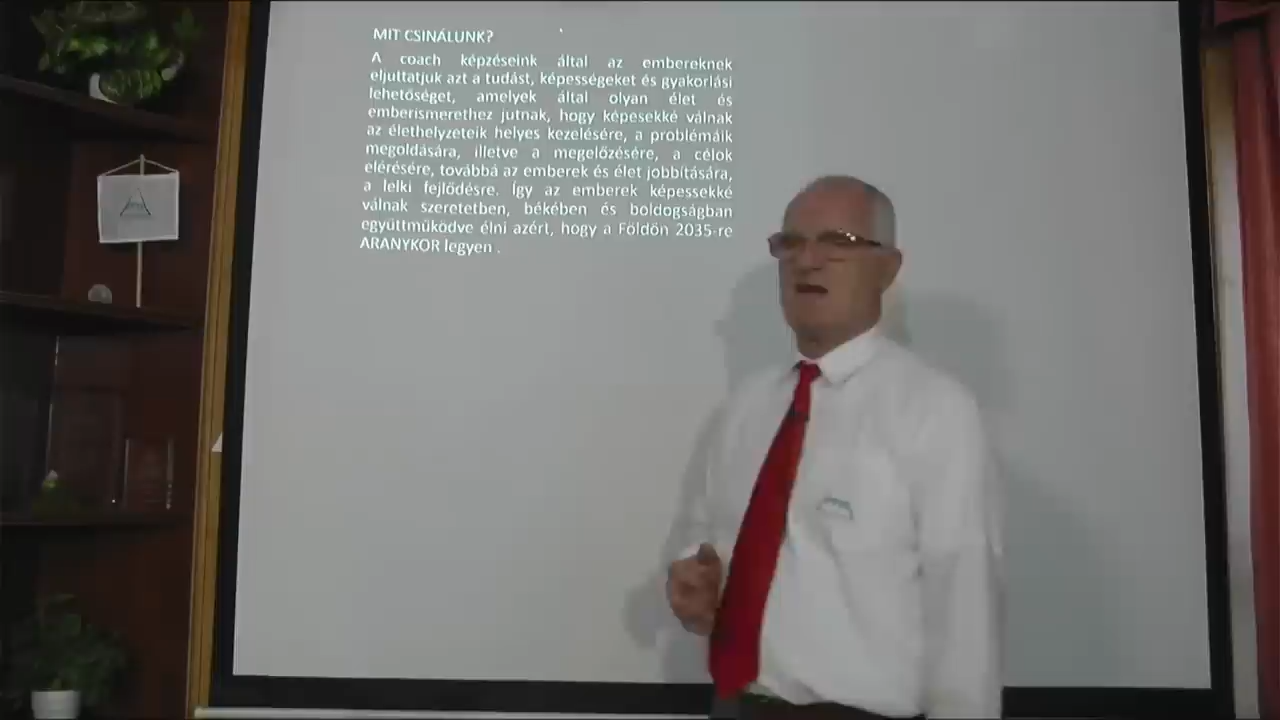 MIT CSINÁLUNK?
A coach képzéseink által az embereknek
eljuttatjuk azt a tudást, képességeket és gyakorlási
lehetőséget, amelyek által olyan élet és
emberismerethez jutnak, hogy képesekké válnak
az élethelyzeteik helyes kezelésére, a problémáik
megoldására, illetve a megelőzésére, a célok
elérésére, továbbá az emberek és élet jobbítására,
a lelki fejlődésre. Így az emberek képessekké
válnak szeretetben, békében és boldogságban
együttműködve élni azért, hogy a Földön 2035-re
ARANYKOR legyen .